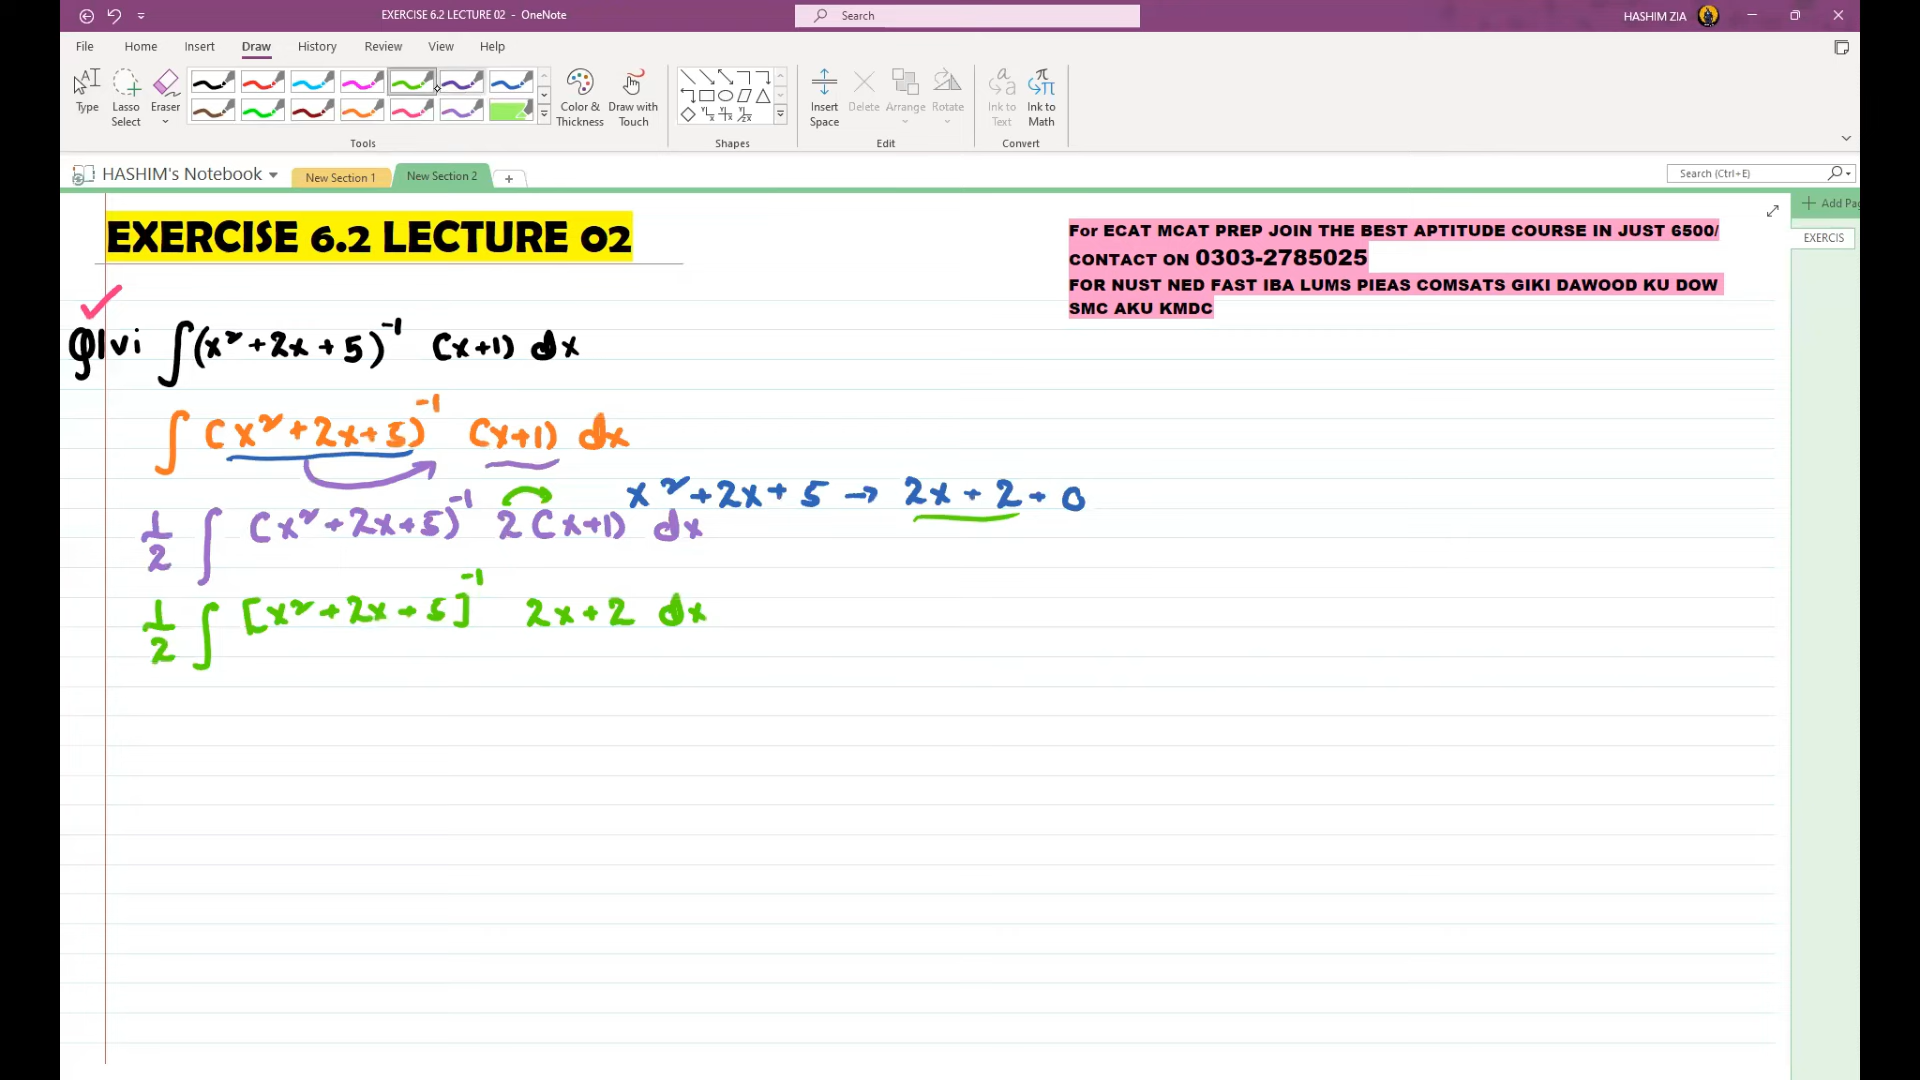 EXERCISE 6.2 LECTURE 02 - OneNote
Search
HASHIM ZIA
File Home Insert Draw History Review View Help
Type
Lasso Select
Eraser
Color & Thickness
Draw with Touch
Insert Space
Delete
Arrange
Rotate
Ink to Text
Ink to Math
Tools
Shapes
Edit
Convert
HASHIM's Notebook
New Section 1
New Section 2
Search (Ctrl+E)
Add Pag
EXERCIS
EXERCISE 6.2 LECTURE 02
For ECAT MCAT PREP JOIN THE BEST APTITUDE COURSE IN JUST 6500/
CONTACT ON 0303-2785025
FOR NUST NED FAST IBA LUMS PIEAS COMSATS GIKI DAWOOD KU DOW
SMC AKU KMDC
Q1 vi ∫(x²+2x+5)⁻¹ (x+1) dx
∫ (x²+2x+5)⁻¹ (x+1) dx
x²+2x+5 → 2x+2+0
1/2 ∫ (x²+2x+5)⁻¹ 2(x+1) dx
1/2 ∫ [x²+2x+5]⁻¹ 2x+2 dx